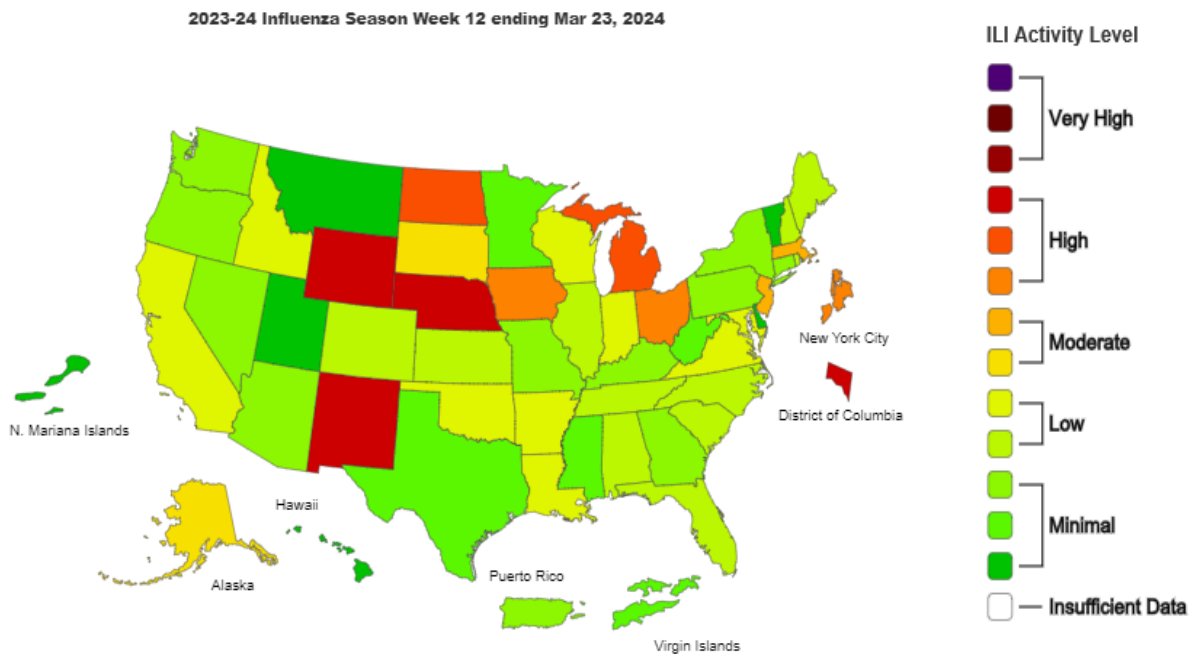 2023-24 Influenza Season Week 12 ending Mar 23, 2024
ILI Activity Level
Very High
High
Moderate
Low
Minimal
Insufficient Data
New York City
District of Columbia
N. Mariana Islands
Hawaii
Alaska
Puerto Rico
Virgin Islands